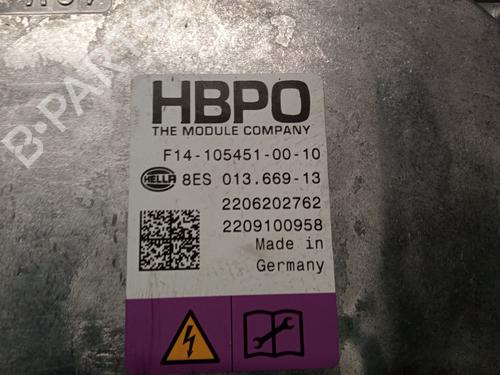 HBPO
THE MODULE COMPANY
F14-105451-00-10
HELLA 8ES 013.669-13
2206202762
2209100958
Made in
Germany
B-PARTS